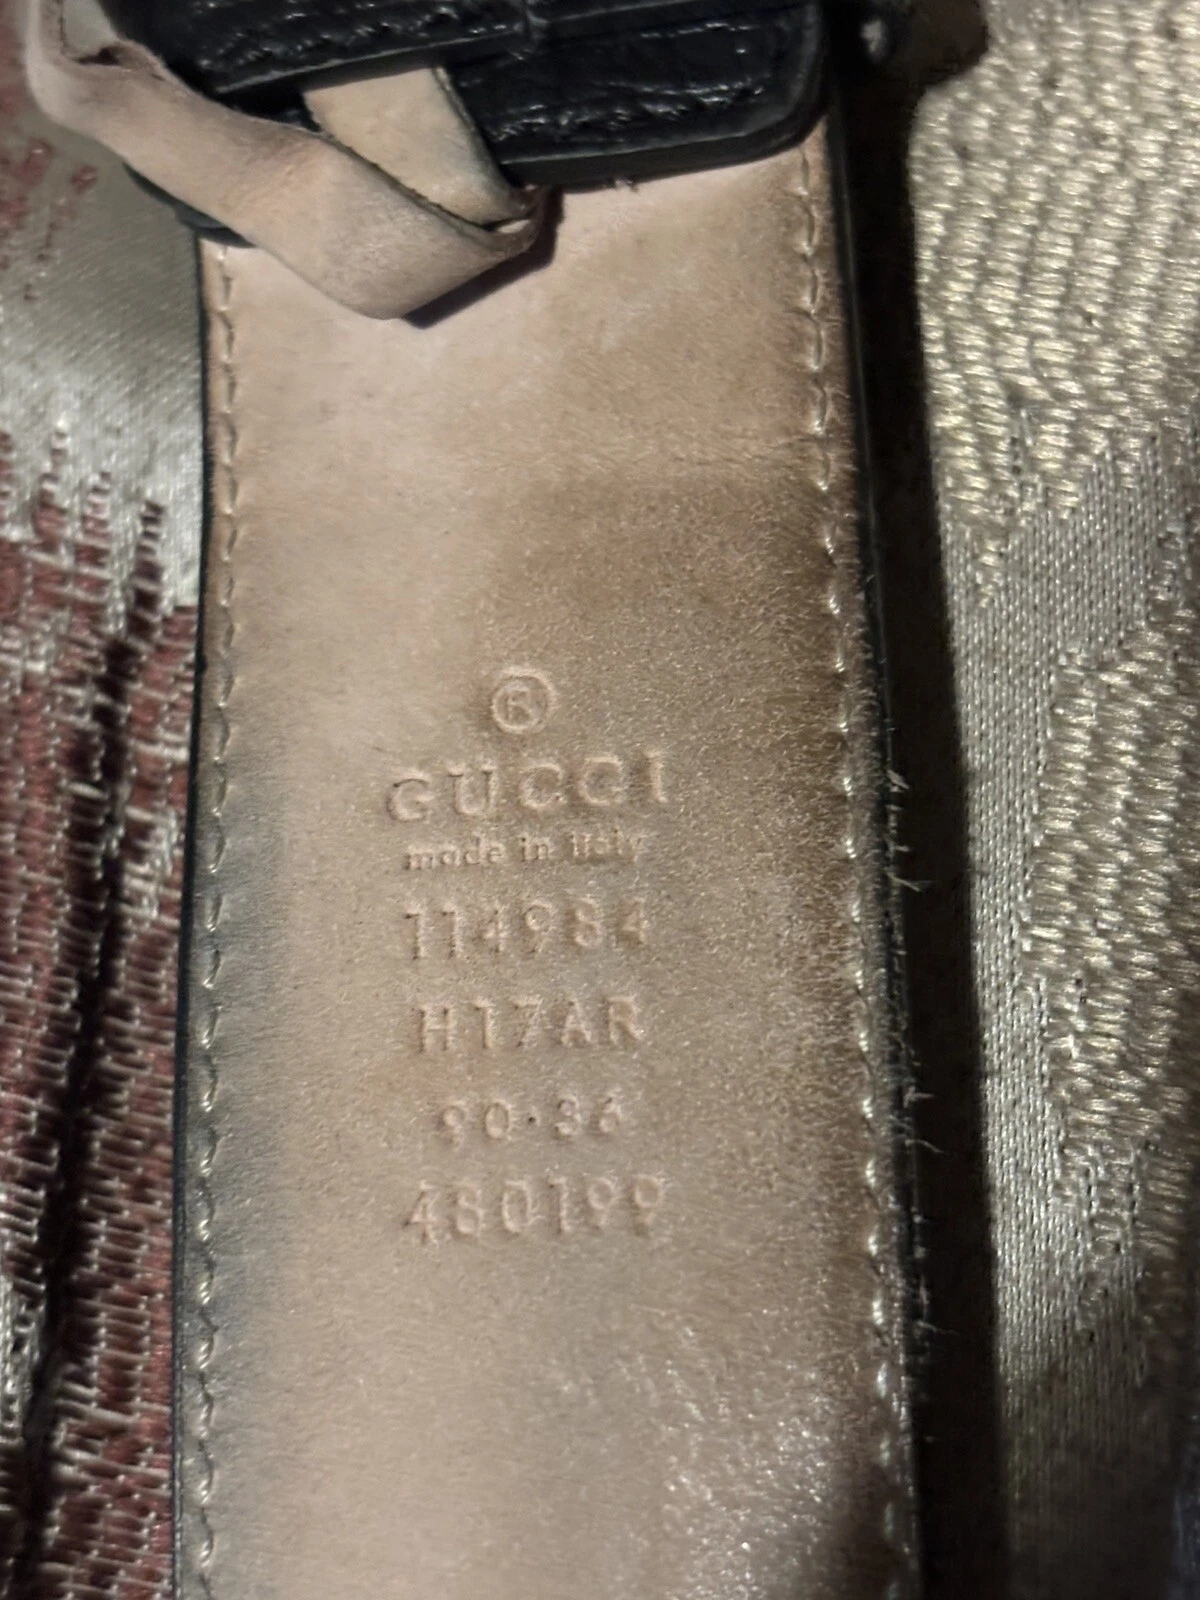 ®
GUCCI
made in italy
114984
H17AR
90·36
480199